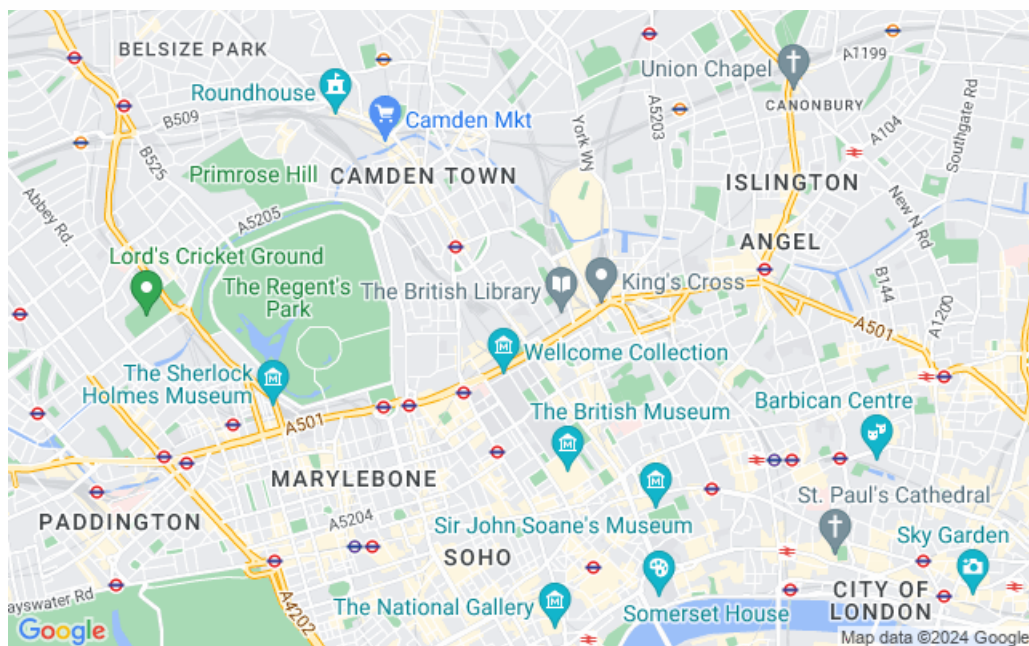 BELSIZE PARK
A1199
Union Chapel
CANONBURY
Roundhouse
B509
Camden Mkt
A5203
York Wy
A104
Southgate Rd
B525
Primrose Hill
CAMDEN TOWN
ISLINGTON
Abbey Rd.
A5205
New N Rd
ANGEL
Lord's Cricket Ground
The Regent's
Park
The British Library
King's Cross
B144
A1200
A501
Wellcome Collection
The Sherlock
Holmes Museum
A501
The British Museum
Barbican Centre
MARYLEBONE
St. Paul's Cathedral
PADDINGTON
A5204
Sir John Soane's Museum
Sky Garden
SOHO
CITY OF
LONDON
ayswater Rd
A4202
The National Gallery
Somerset House
Google
Map data ©2024 Google